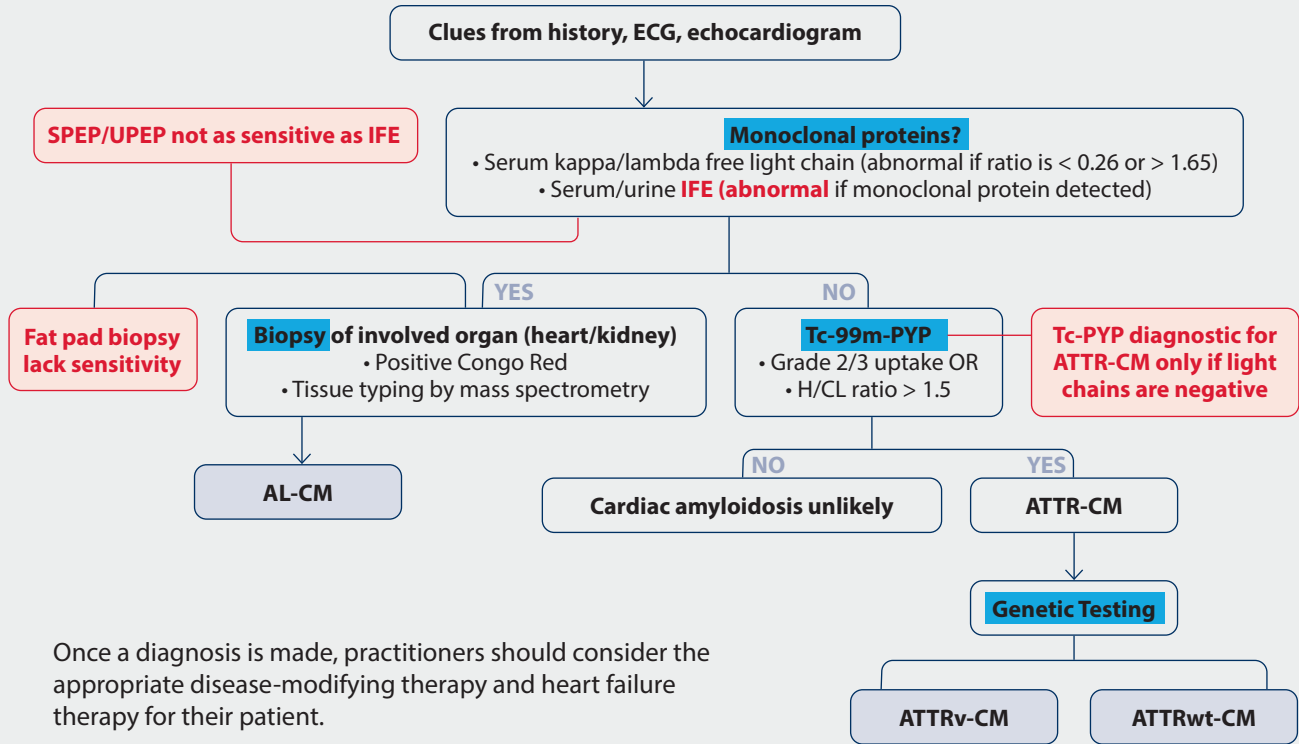 Clues from history, ECG, echocardiogram
SPEP/UPEP not as sensitive as IFE
Monoclonal proteins?
• Serum kappa/lambda free light chain (abnormal if ratio is < 0.26 or > 1.65)
• Serum/urine IFE (abnormal if monoclonal protein detected)
YES
NO
Fat pad biopsy
lack sensitivity
Biopsy of involved organ (heart/kidney)
• Positive Congo Red
• Tissue typing by mass spectrometry
Tc-99m-PYP
• Grade 2/3 uptake OR
• H/CL ratio > 1.5
Tc-PYP diagnostic for
ATTR-CM only if light
chains are negative
NO
YES
AL-CM
Cardiac amyloidosis unlikely
ATTR-CM
Genetic Testing
Once a diagnosis is made, practitioners should consider the
appropriate disease-modifying therapy and heart failure
therapy for their patient.
ATTRv-CM
ATTRwt-CM